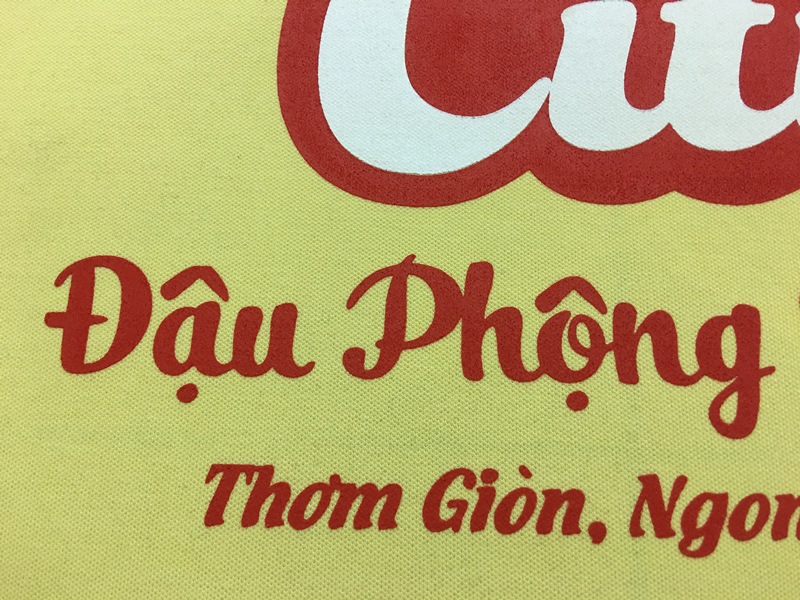 Đậu Phộng
Thơm Giòn, Ngon